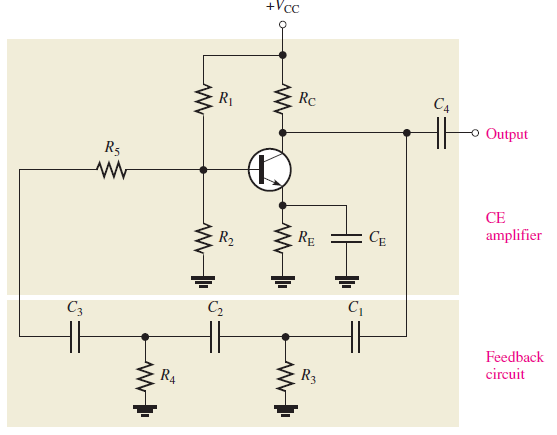 +VCC
R1
RC
C4
Output
R5
CE
amplifier
R2
RE
CE
C3
C2
C1
Feedback
circuit
R4
R3